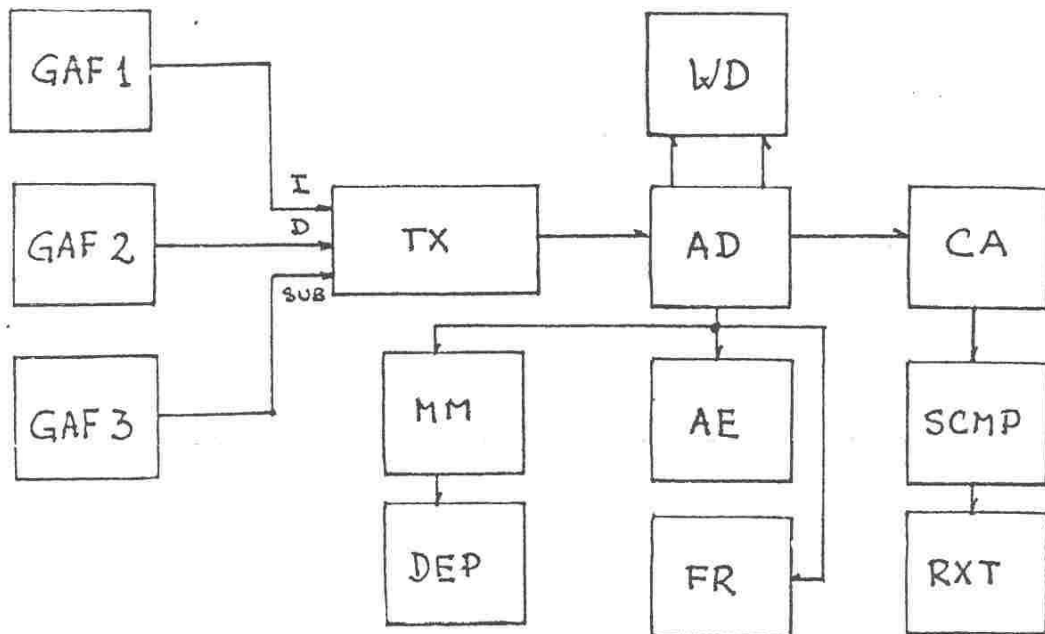 GAF 1
WD
I
GAF 2
D
TX
AD
CA
SUB
GAF 3
MM
AE
SCMP
DEP
FR
RXT